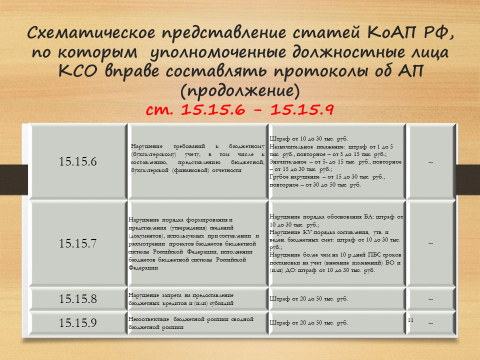 Схематическое представление статей КоАП РФ,
по которым уполномоченные должностные лица
КСО вправе составлять протоколы об АП
(продолжение)
ст. 15.15.6 - 15.15.9
15.15.6
Нарушение требований к бюджетному
(бухгалтерскому) учету, в том числе к
составлению, представлению бюджетной,
бухгалтерской (финансовой) отчетности
Штраф от 10 до 30 тыс. руб.
Незначительное искажение: штраф от 1 до 5
тыс. руб., повторное – от 5 до 15 тыс. руб.;
Значительное – от 5- до 15 тыс. руб., повторное
– от 15 до 30 тыс. руб.;
Грубое нарушение – от 15 до 30 тыс. руб.,
повторное – от 30 до 50 тыс. руб.
--
15.15.7
Нарушение порядка формирования и
представления (утверждения) сведений
(документов), используемых при составлении и
рассмотрении проектов бюджетов бюджетной
системы Российской Федерации, исполнении
бюджетов бюджетной системы Российской
Федерации
Нарушение порядка обоснования БА: штраф от
10 до 30 тыс. руб.;
Нарушение КУ порядка составления, утв. и
веден. бюджетных смет: штраф от 10 до 30 тыс.
руб.;
Нарушение более чем на 10 р.дней ПБС сроков
постановки на учет (внесение изменений) БО и
(или) ДО: штраф от 10 до 30 тыс. руб.
--
15.15.8
Нарушение запрета на предоставление
бюджетных кредитов и (или) субсидий
Штраф от 20 до 50 тыс. руб.
--
15.15.9
Несоответствие бюджетной росписи сводной
бюджетной росписи
Штраф от 20 до 50 тыс. руб.
11
--